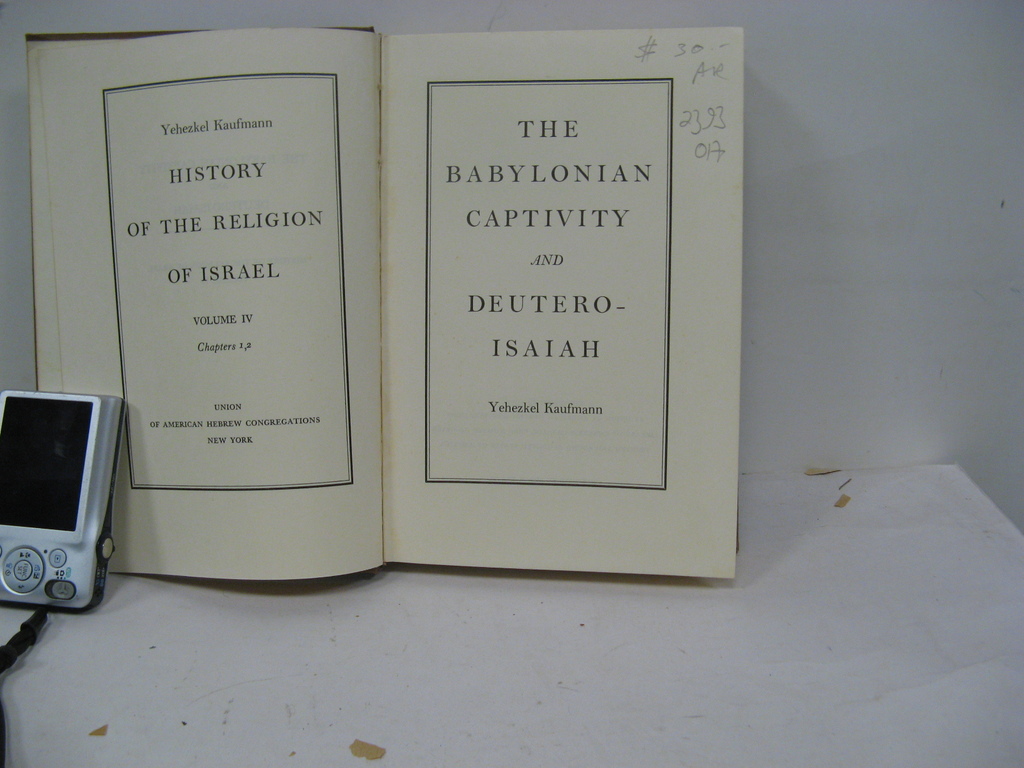 Yehezkel Kaufmann
HISTORY
OF THE RELIGION
OF ISRAEL
VOLUME IV
Chapters 1,2
UNION
OF AMERICAN HEBREW CONGREGATIONS
NEW YORK
# 30--
AR
2393
017
THE
BABYLONIAN
CAPTIVITY
AND
DEUTERO-
ISAIAH
Yehezkel Kaufmann